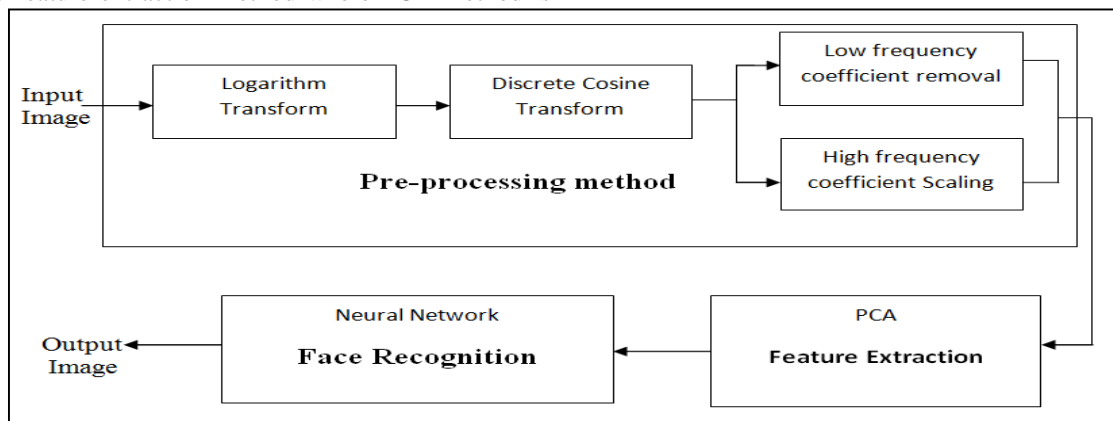 Low frequency
coefficient removal
Logarithm
Transform
Discrete Cosine
Transform
Input
Image
High frequency
coefficient Scaling
Pre-processing method
Neural Network
Face Recognition
PCA
Feature Extraction
Output
Image